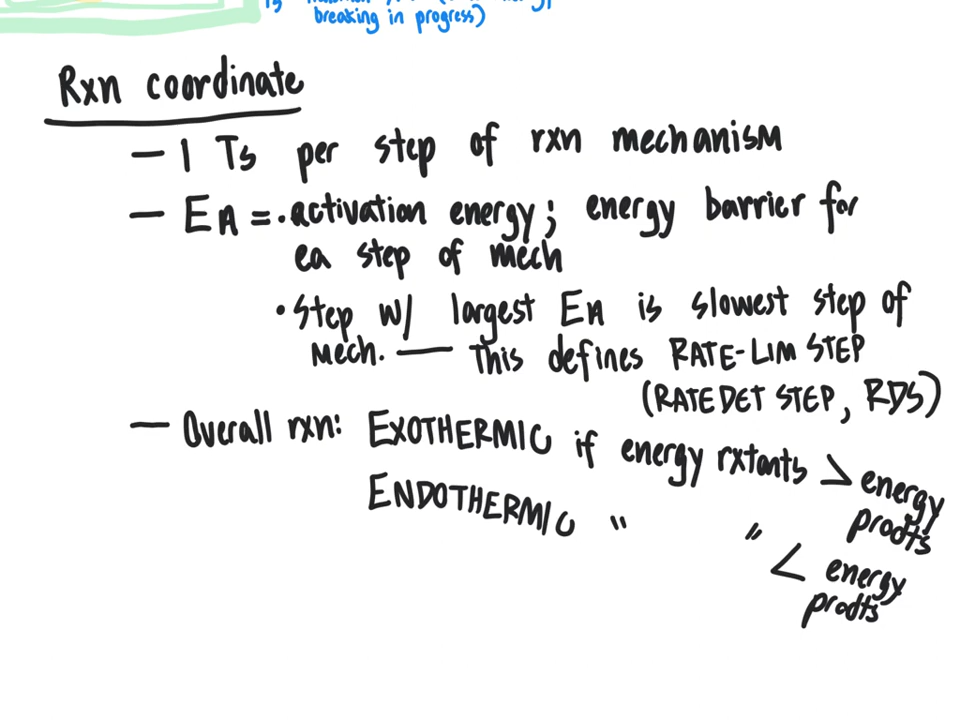 breaking in progress)
Rxn coordinate
— 1 Ts per step of rxn mechanism
— EA = • activation energy; energy barrier for
ea step of mech
• Step w/ largest EA is slowest step of
mech. — This defines RATE-LIM STEP
(RATE DET STEP, RDS)
— Overall rxn: EXOTHERMIC if energy rxtants > energy
prodts
ENDOTHERMIC " " < energy
prodts